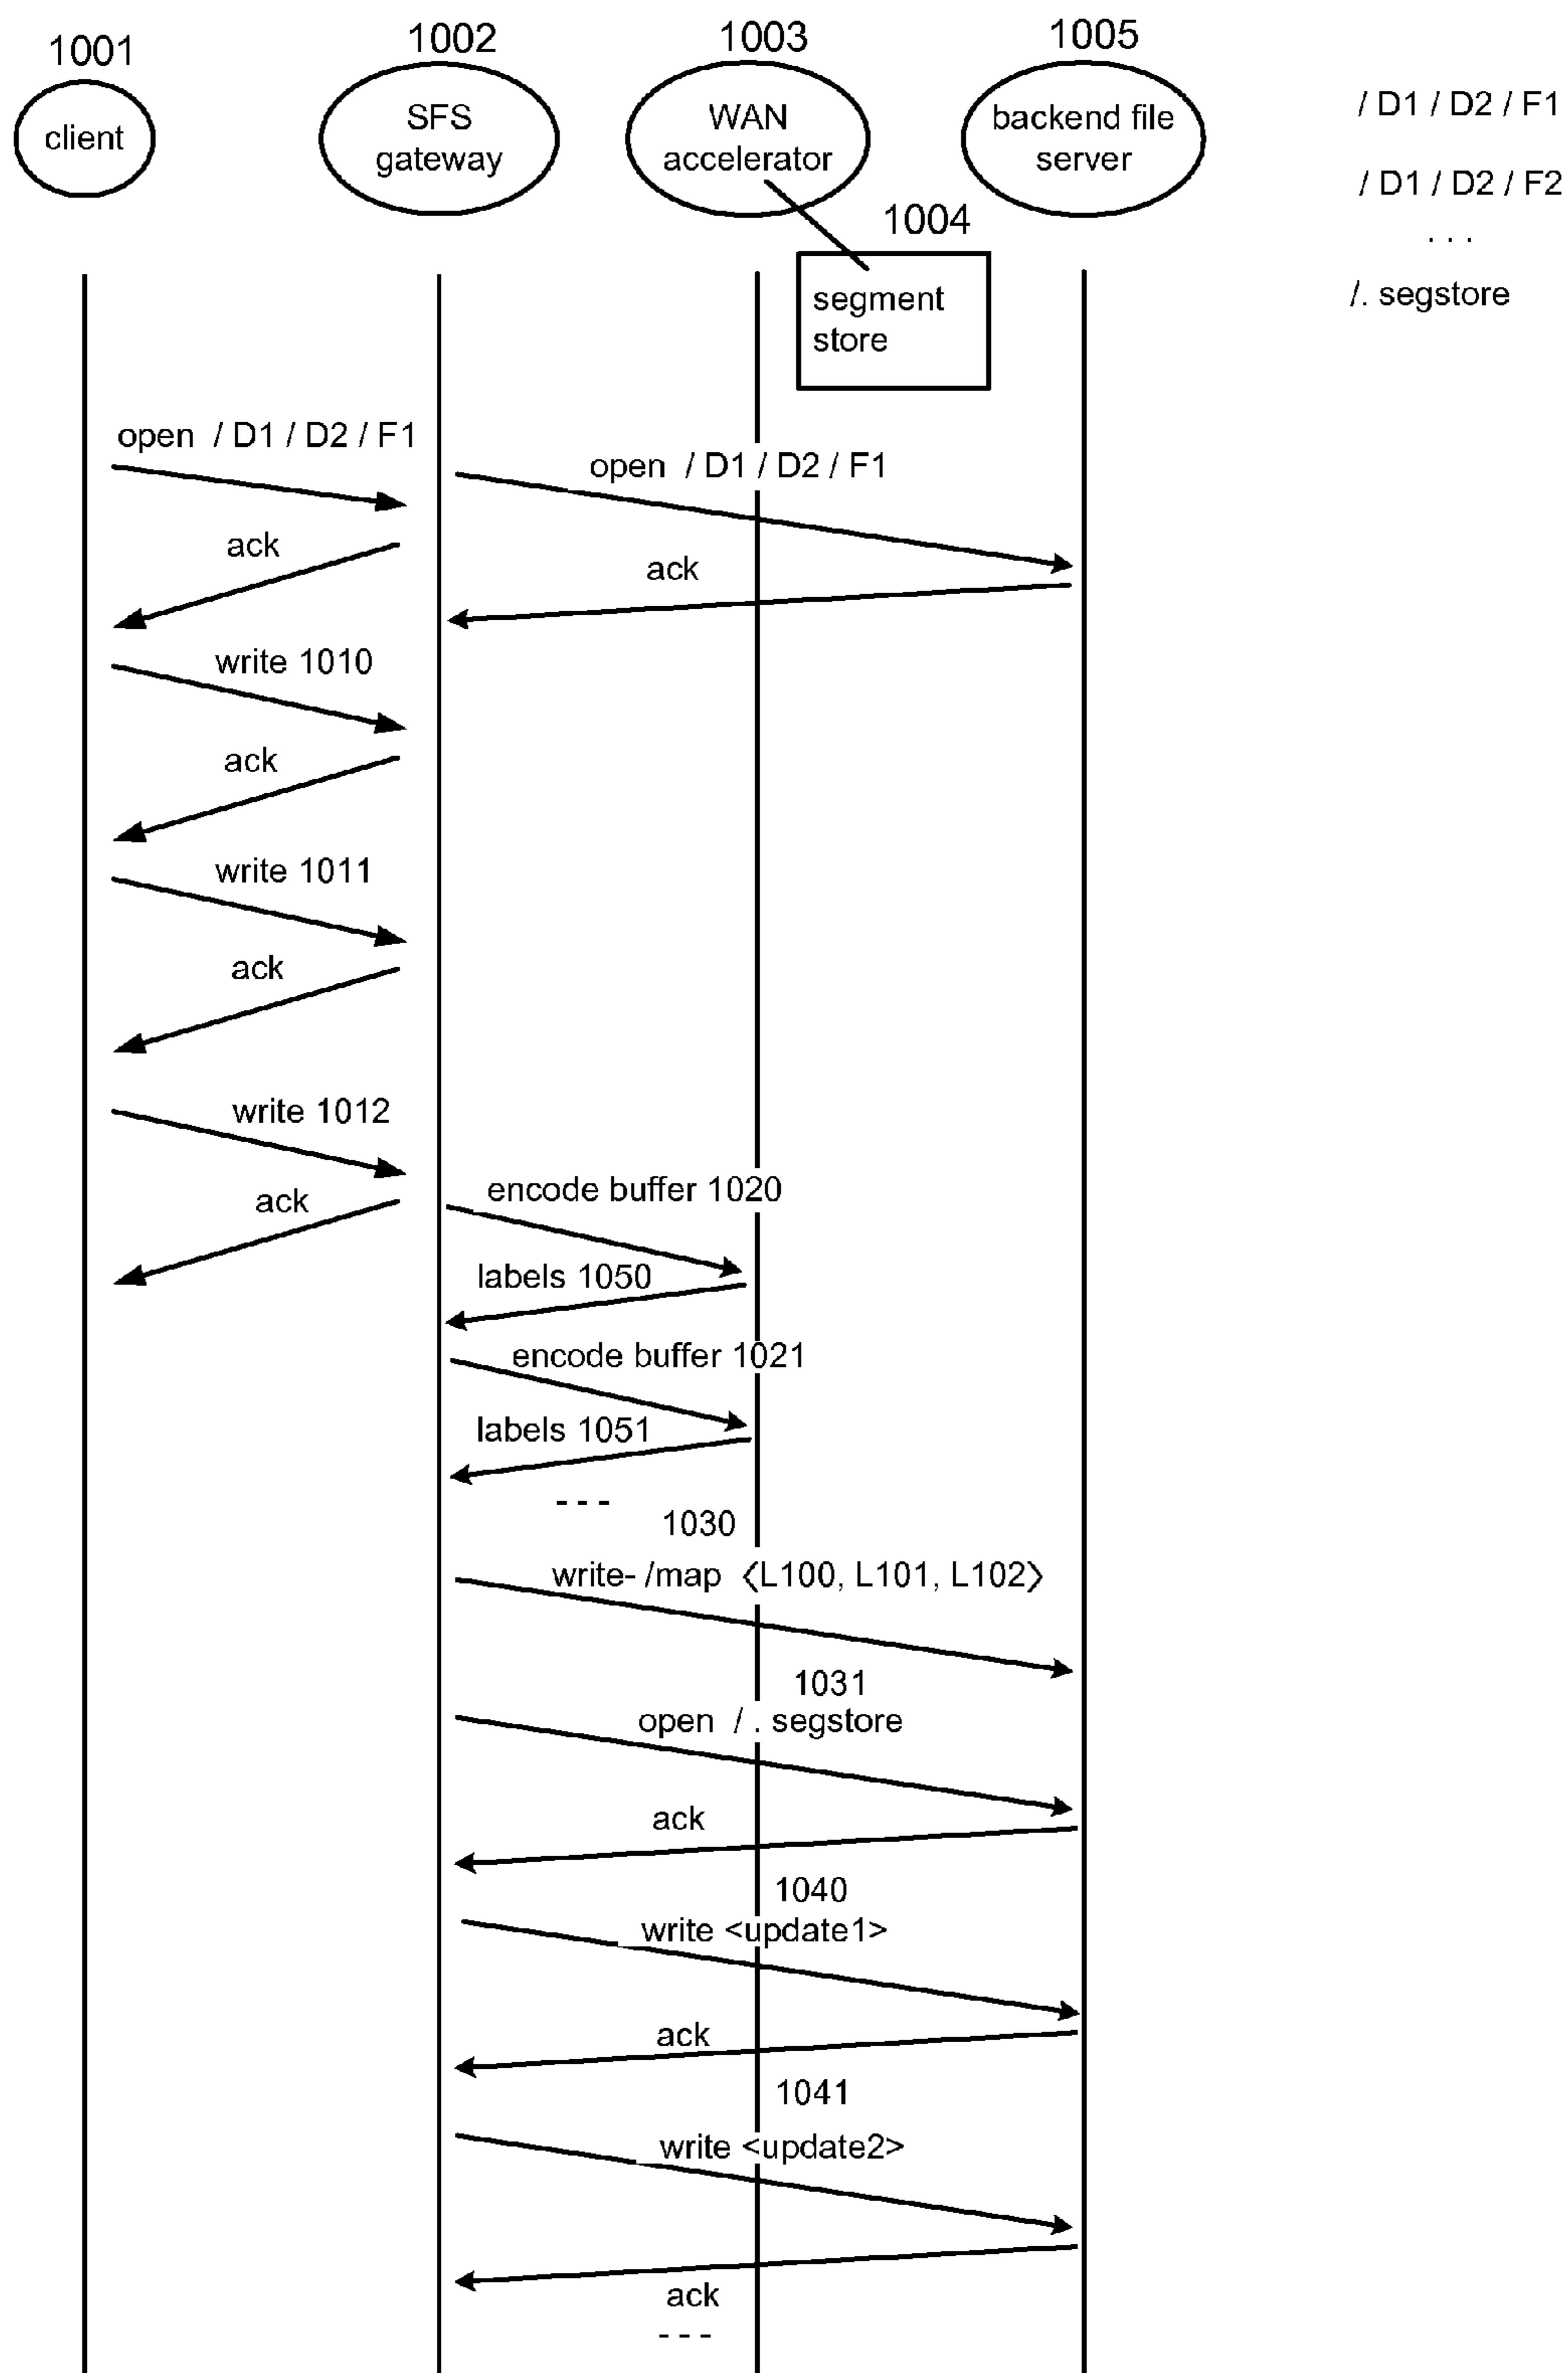 1001
1002
1003
1005
client
SFS
gateway
WAN
accelerator
backend file
server
/ D1 / D2 / F1
/ D1 / D2 / F2
. . .
/. segstore
1004
segment
store
open / D1 / D2 / F1
open / D1 / D2 / F1
ack
ack
write 1010
ack
write 1011
ack
write 1012
ack
encode buffer 1020
labels 1050
encode buffer 1021
labels 1051
- - -
1030
write- /map 〈L100, L101, L102〉
1031
open / . segstore
ack
1040
write <update1>
ack
1041
write <update2>
ack
- - -